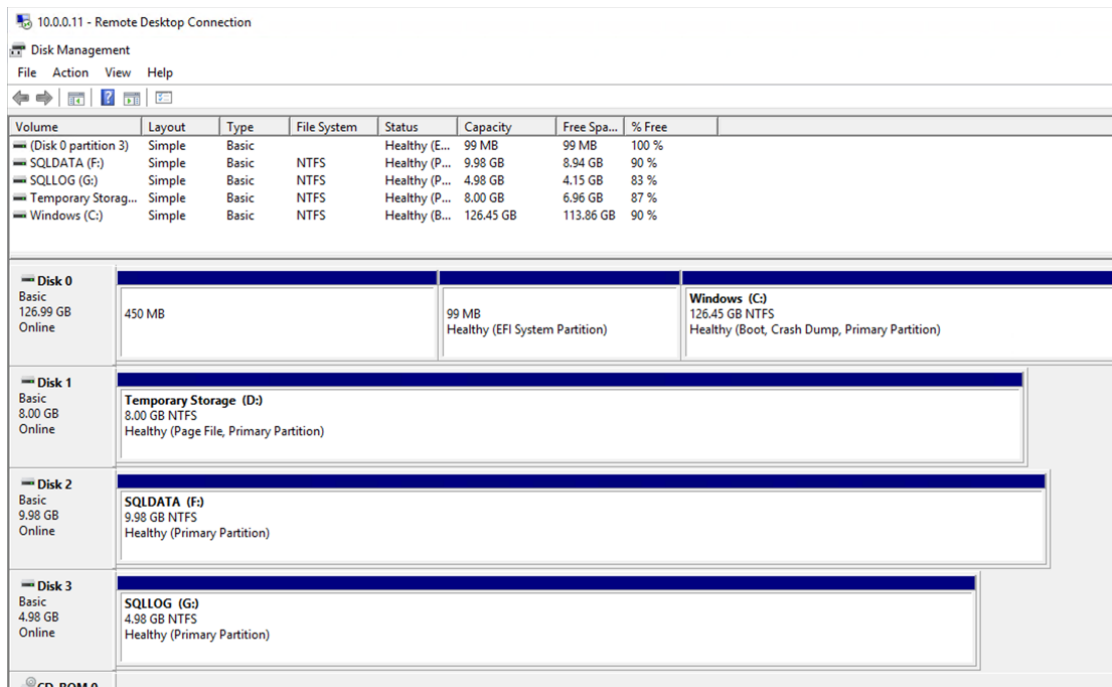 10.0.0.11 - Remote Desktop Connection
Disk Management
File Action View Help
Volume Layout Type File System Status Capacity Free Spa... % Free
(Disk 0 partition 3) Simple Basic Healthy (E... 99 MB 99 MB 100 %
SQLDATA (F:) Simple Basic NTFS Healthy (P... 9.98 GB 8.94 GB 90 %
SQLLOG (G:) Simple Basic NTFS Healthy (P... 4.98 GB 4.15 GB 83 %
Temporary Storag... Simple Basic NTFS Healthy (P... 8.00 GB 6.96 GB 87 %
Windows (C:) Simple Basic NTFS Healthy (B... 126.45 GB 113.86 GB 90 %
Disk 0
Basic
126.99 GB
Online
450 MB
99 MB
Healthy (EFI System Partition)
Windows (C:)
126.45 GB NTFS
Healthy (Boot, Crash Dump, Primary Partition)
Disk 1
Basic
8.00 GB
Online
Temporary Storage (D:)
8.00 GB NTFS
Healthy (Page File, Primary Partition)
Disk 2
Basic
9.98 GB
Online
SQLDATA (F:)
9.98 GB NTFS
Healthy (Primary Partition)
Disk 3
Basic
4.98 GB
Online
SQLLOG (G:)
4.98 GB NTFS
Healthy (Primary Partition)
CD-ROM 0